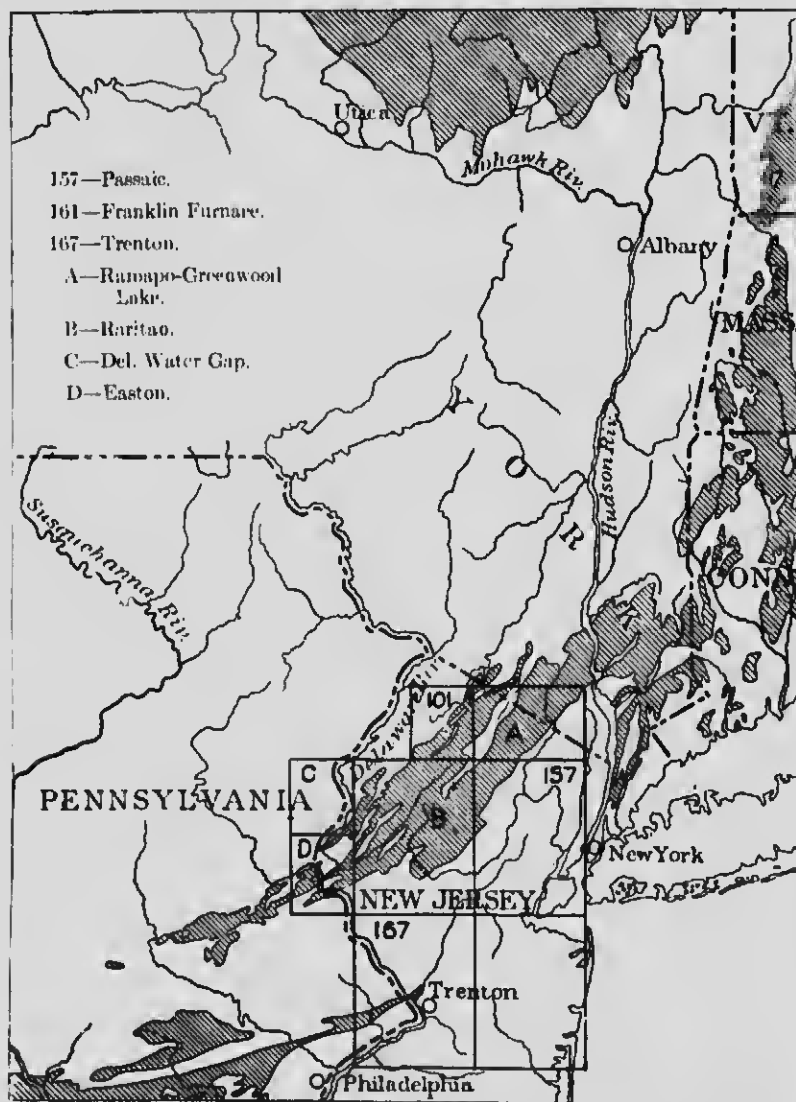 Utica
V
Mohawk Riv.
157—Passaic.
161—Franklin Furnace.
167—Trenton.
A—Ramapo-Greenwood
Lake.
B—Raritan.
C—Del. Water Gap.
D—Easton.
Albany
MASS
Y
O
R
K
Hudson Riv.
Susquehanna Riv.
CONN
Delaware
161
A
C
157
PENNSYLVANIA
B
D
New York
NEW JERSEY
167
Trenton
Philadelphia